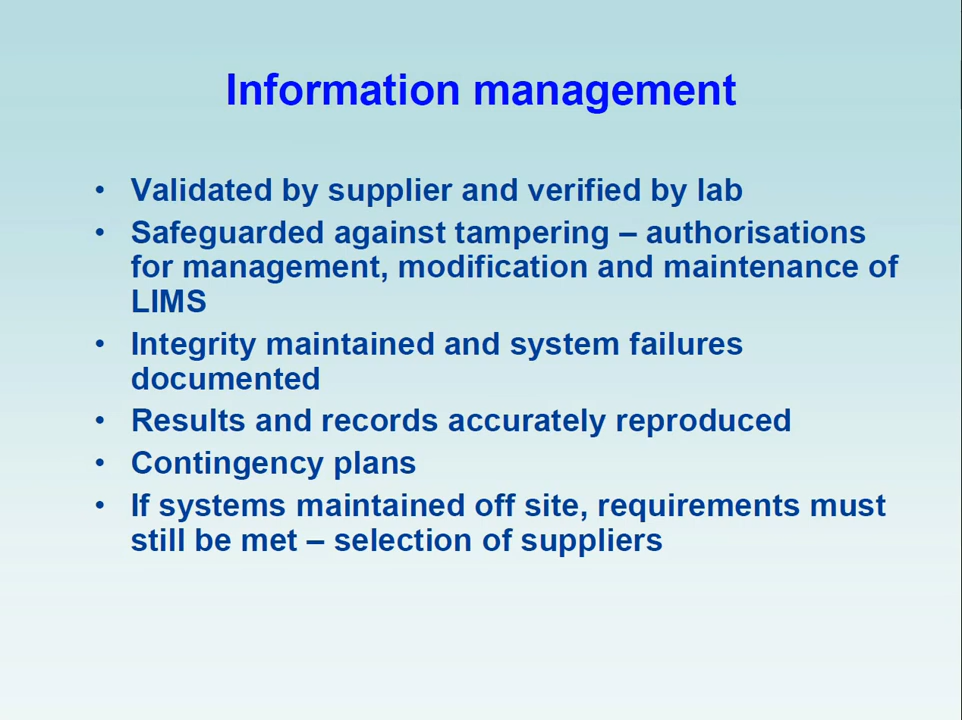 Information management
• Validated by supplier and verified by lab
• Safeguarded against tampering – authorisations
for management, modification and maintenance of
LIMS
• Integrity maintained and system failures
documented
• Results and records accurately reproduced
• Contingency plans
• If systems maintained off site, requirements must
still be met – selection of suppliers